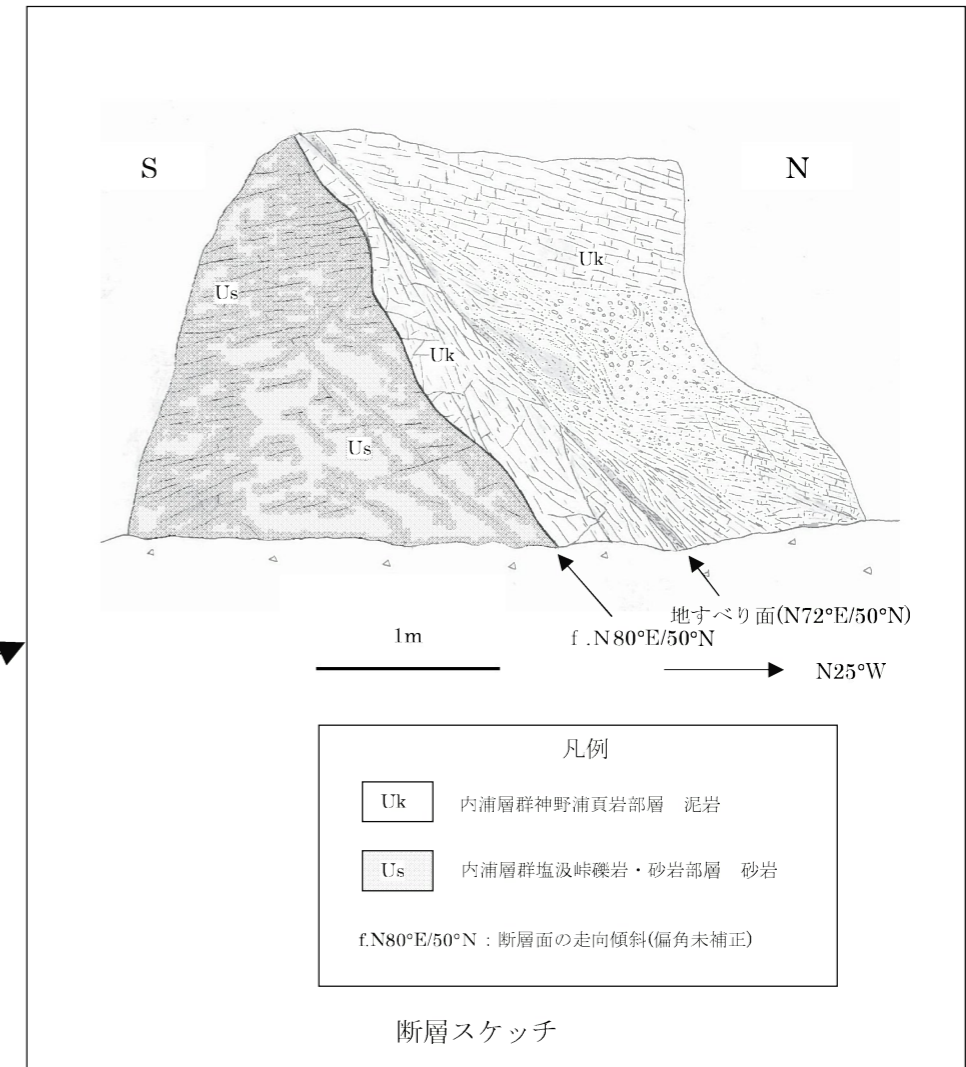 S
N
Uk
Us
Uk
Us
地すべり面(N72°E/50°N)
f .N80°E/50°N
1m
N25°W
凡例
Uk 内浦層群神野浦頁岩部層 泥岩
Us 内浦層群塩汲峠礫岩・砂岩部層 砂岩
f.N80°E/50°N：断層面の走向傾斜(偏角未補正)
断層スケッチ